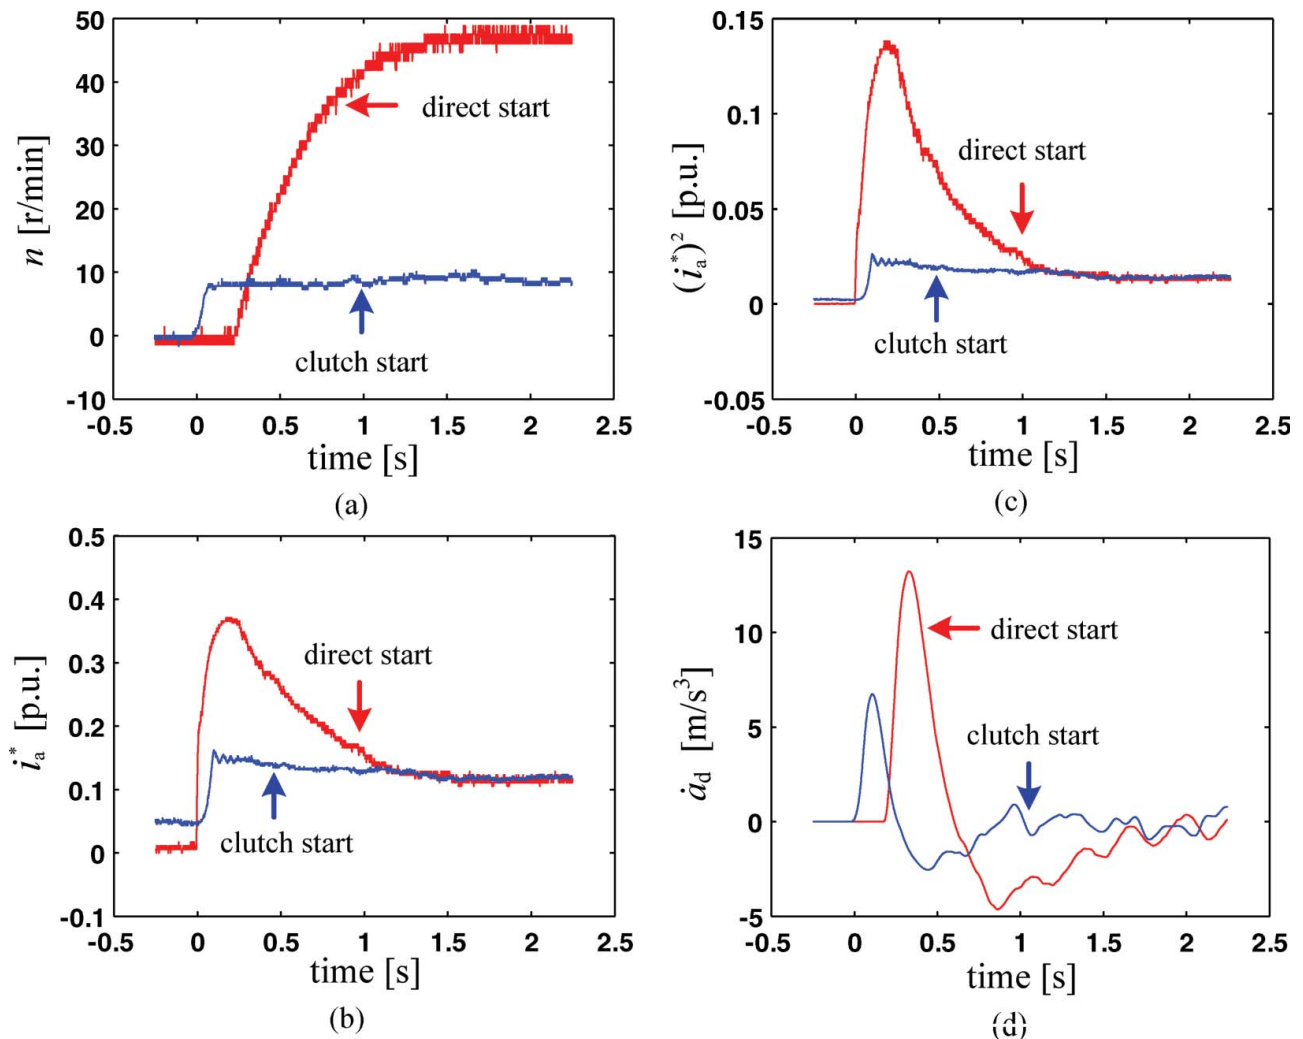 50
40
30
20
10
0
-10
n [r/min]
direct start
clutch start
-0.5 0 0.5 1 1.5 2 2.5
time [s]
(a)
0.15
0.1
0.05
0
-0.05
(i*a)² [p.u.]
direct start
clutch start
-0.5 0 0.5 1 1.5 2 2.5
time [s]
(c)
0.5
0.4
0.3
0.2
0.1
0
-0.1
i*a [p.u.]
direct start
clutch start
-0.5 0 0.5 1 1.5 2 2.5
time [s]
(b)
15
10
5
0
-5
ȧd [m/s³]
direct start
clutch start
-0.5 0 0.5 1 1.5 2 2.5
time [s]
(d)